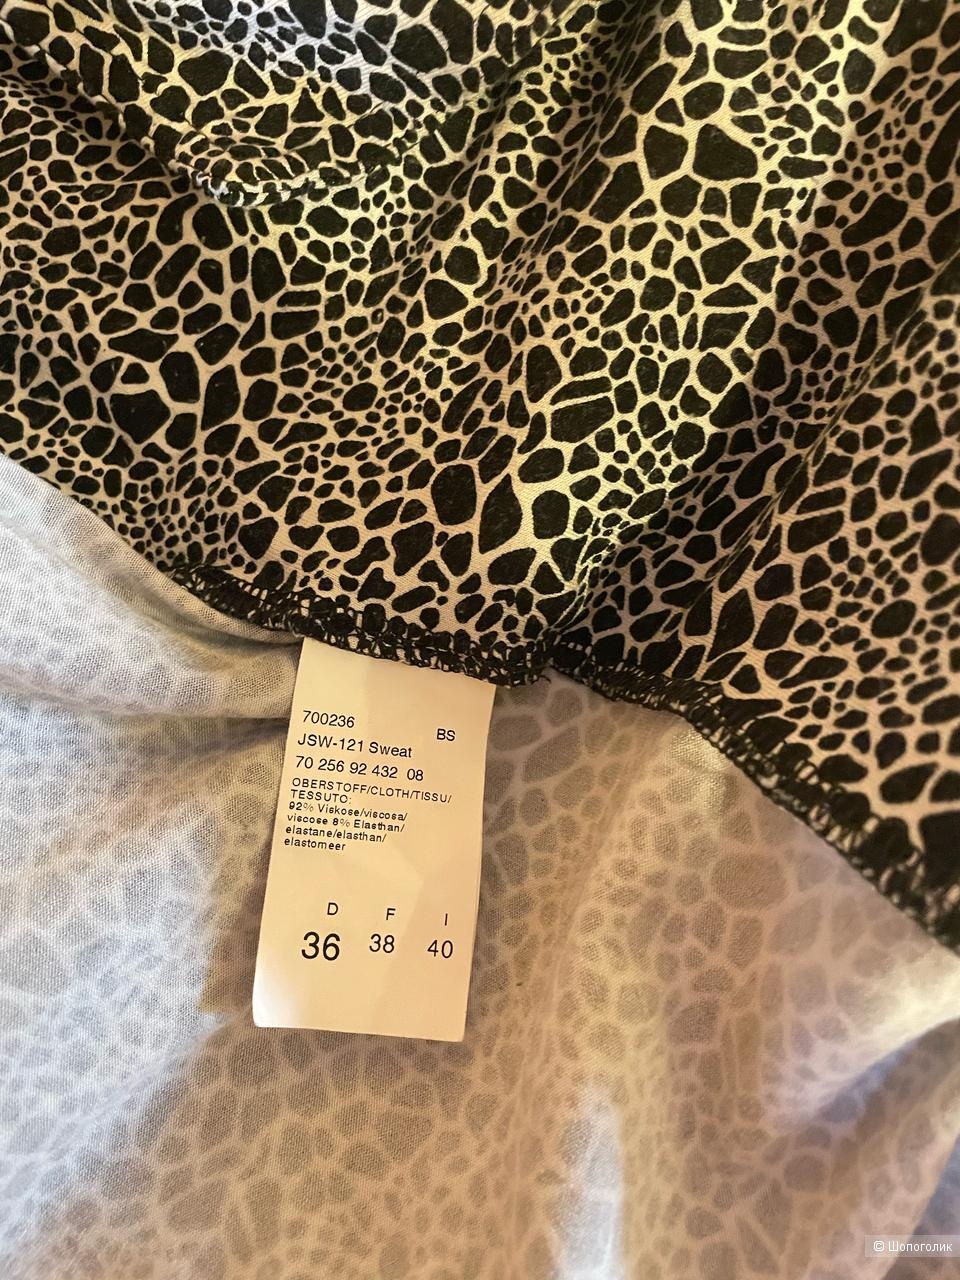 700236 BS
JSW-121 Sweat
70 256 92 432 08
OBERSTOFF/CLOTH/TISSU/
TESSUTO:
92% Viskose/viscosa/
viscose 8% Elasthan/
elastane/elasthan/
elastomeer
D F I
36 38 40
© Шопоголик